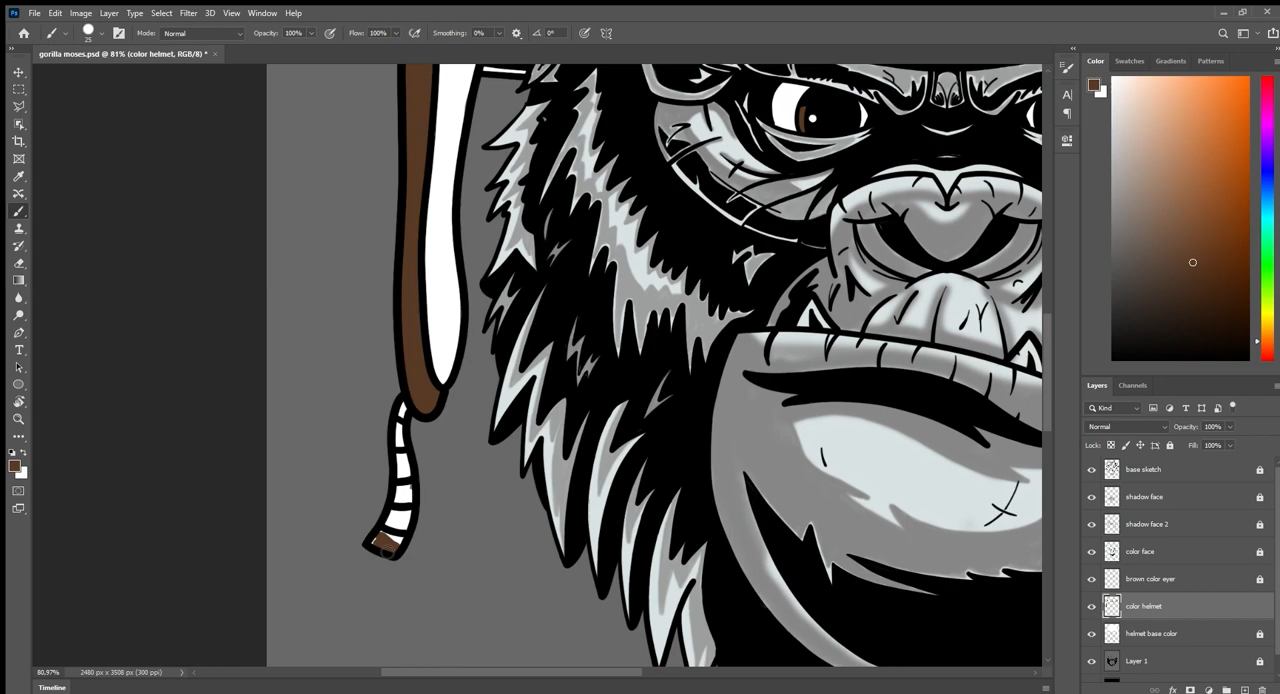 Ps File Edit Image Layer Type Select Filter 3D View Window Help
25 Mode: Normal Opacity: 100% Flow: 100% Smoothing: 0% 0°
gorilla moses.psd @ 81% (color helmet, RGB/8) * ×
Color Swatches Gradients Patterns
Layers Channels
Kind
Normal Opacity: 100%
Lock: Fill: 100%
base sketch
shadow face
shadow face 2
color face
brown color eyer
color helmet
helmet base color
Layer 1
fx
80,97% 2480 px x 3508 px (300 ppi)
Timeline